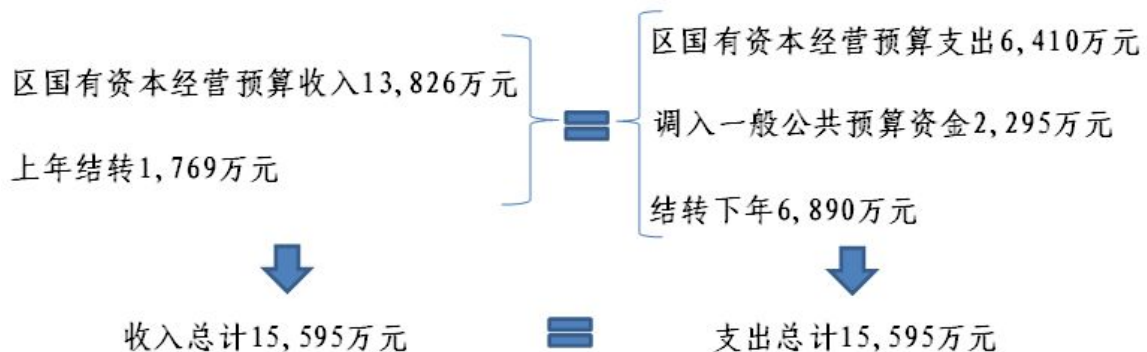 区国有资本经营预算收入13,826万元
上年结转1,769万元
区国有资本经营预算支出6,410万元
调入一般公共预算资金2,295万元
结转下年6,890万元
收入总计15,595万元
支出总计15,595万元